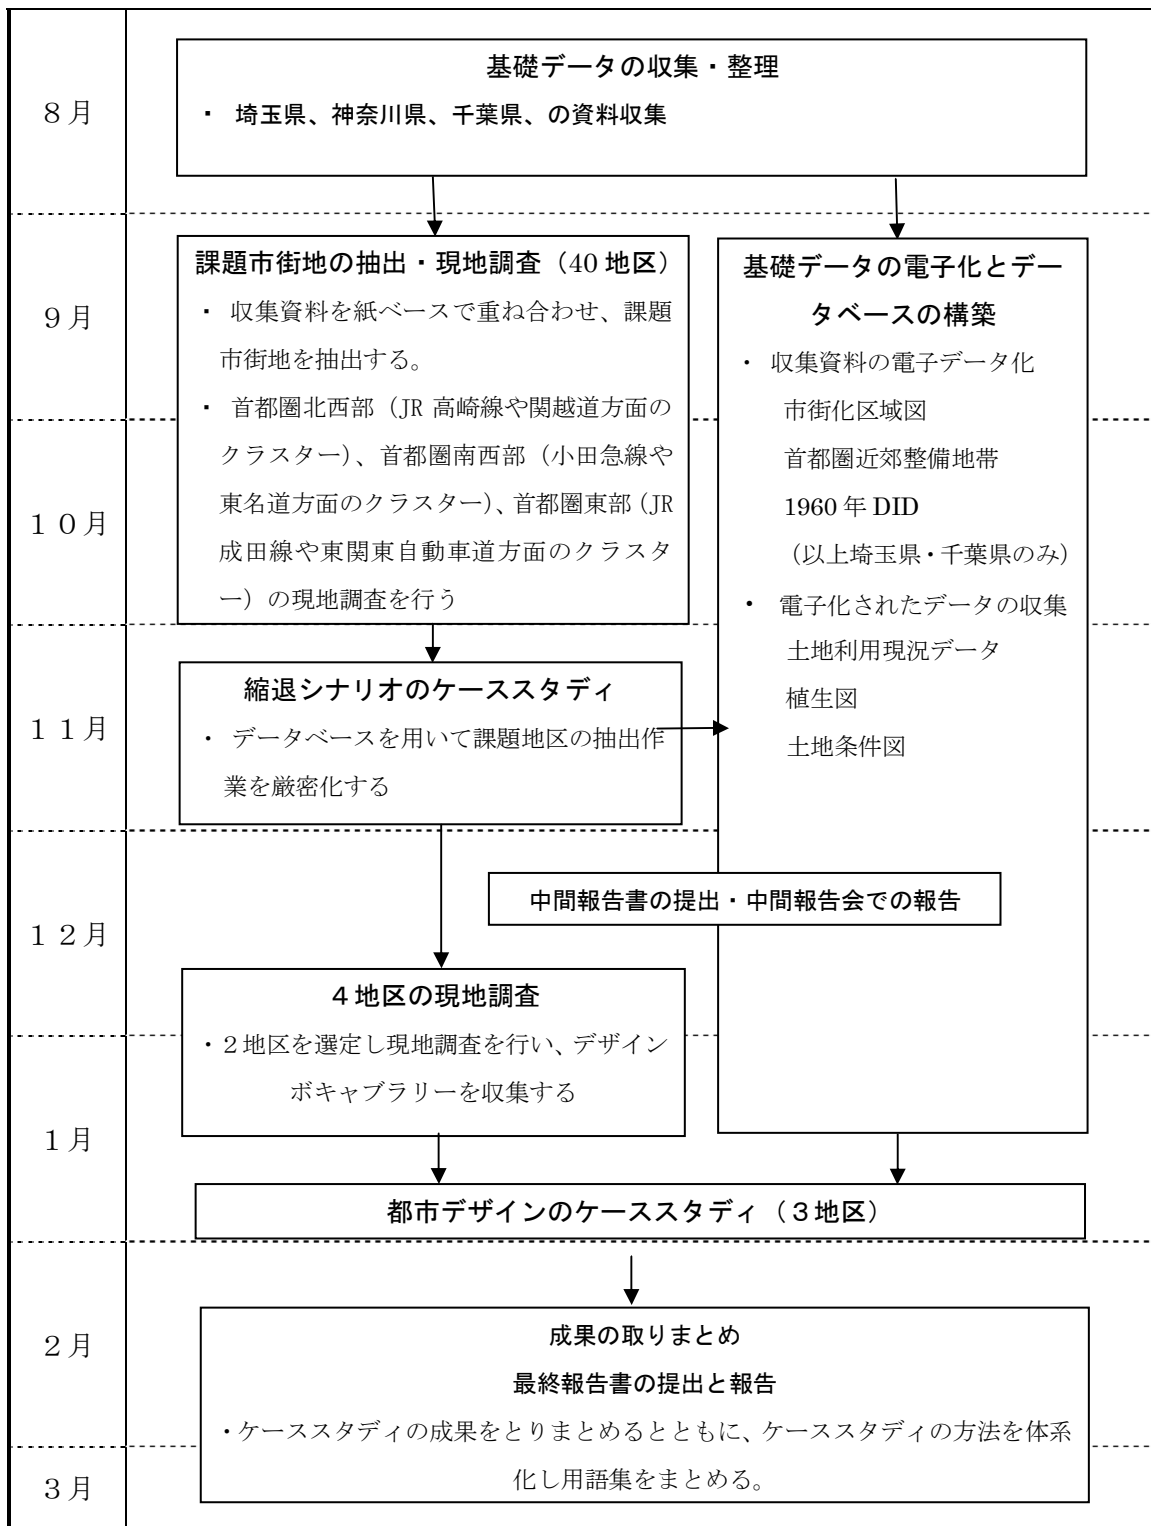 8月
基礎データの収集・整理
・ 埼玉県、神奈川県、千葉県、の資料収集
9月
課題市街地の抽出・現地調査（40 地区）
・ 収集資料を紙ベースで重ね合わせ、課題
市街地を抽出する。
・ 首都圏北西部（JR 高崎線や関越道方面の
クラスター）、首都圏南西部（小田急線や
東名道方面のクラスター）、首都圏東部（JR
成田線や東関東自動車道方面のクラスタ
ー）の現地調査を行う
基礎データの電子化とデー
タベースの構築
・ 収集資料の電子データ化
市街化区域図
首都圏近郊整備地帯
1960 年 DID
（以上埼玉県・千葉県のみ）
・ 電子化されたデータの収集
土地利用現況データ
植生図
土地条件図
１０月
１１月
縮退シナリオのケーススタディ
・ データベースを用いて課題地区の抽出作
業を厳密化する
１２月
中間報告書の提出・中間報告会での報告
４地区の現地調査
・２地区を選定し現地調査を行い、デザイン
ボキャブラリーを収集する
１月
都市デザインのケーススタディ（３地区）
２月
成果の取りまとめ
最終報告書の提出と報告
・ケーススタディの成果をとりまとめるとともに、ケーススタディの方法を体系
化し用語集をまとめる。
３月